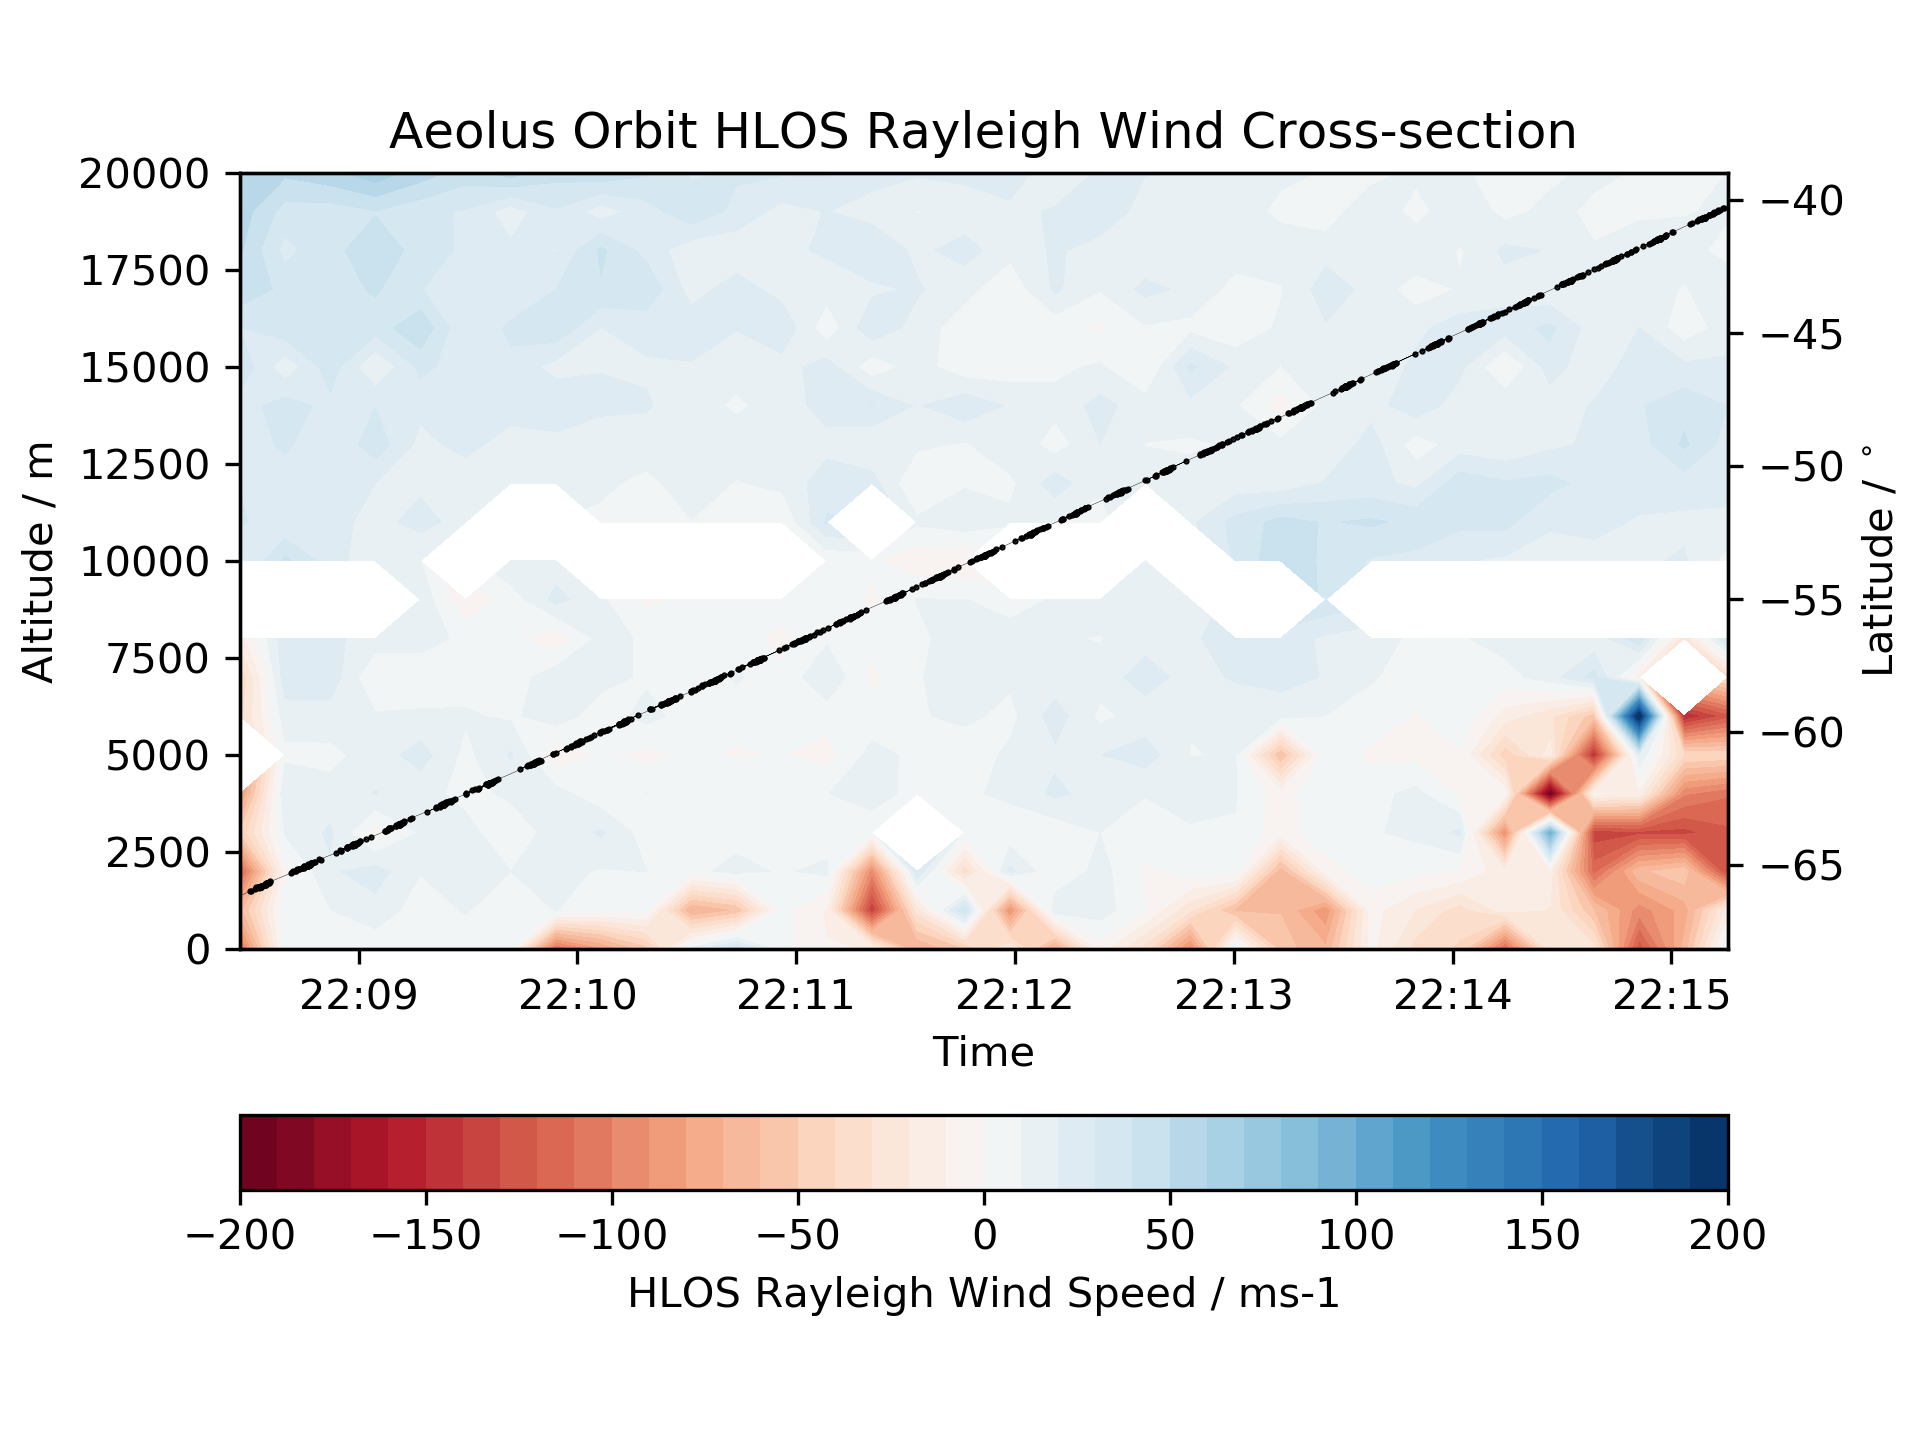 Aeolus Orbit HLOS Rayleigh Wind Cross-section
20000
17500
15000
12500
10000
7500
5000
2500
0
Altitude / m
−40
−45
−50
−55
−60
−65
Latitude / °
22:09 22:10 22:11 22:12 22:13 22:14 22:15
Time
−200 −150 −100 −50 0 50 100 150 200
HLOS Rayleigh Wind Speed / ms-1